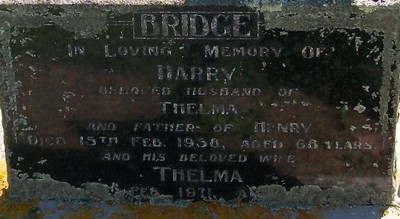 BRIDGE
IN LOVING MEMORY OF
HARRY
BELOVED HUSBAND OF
THELMA
AND FATHER OF HENRY
DIED 15TH FEB. 1938, AGED 68 YEARS
AND HIS BELOVED WIFE
THELMA
FEB. 1971